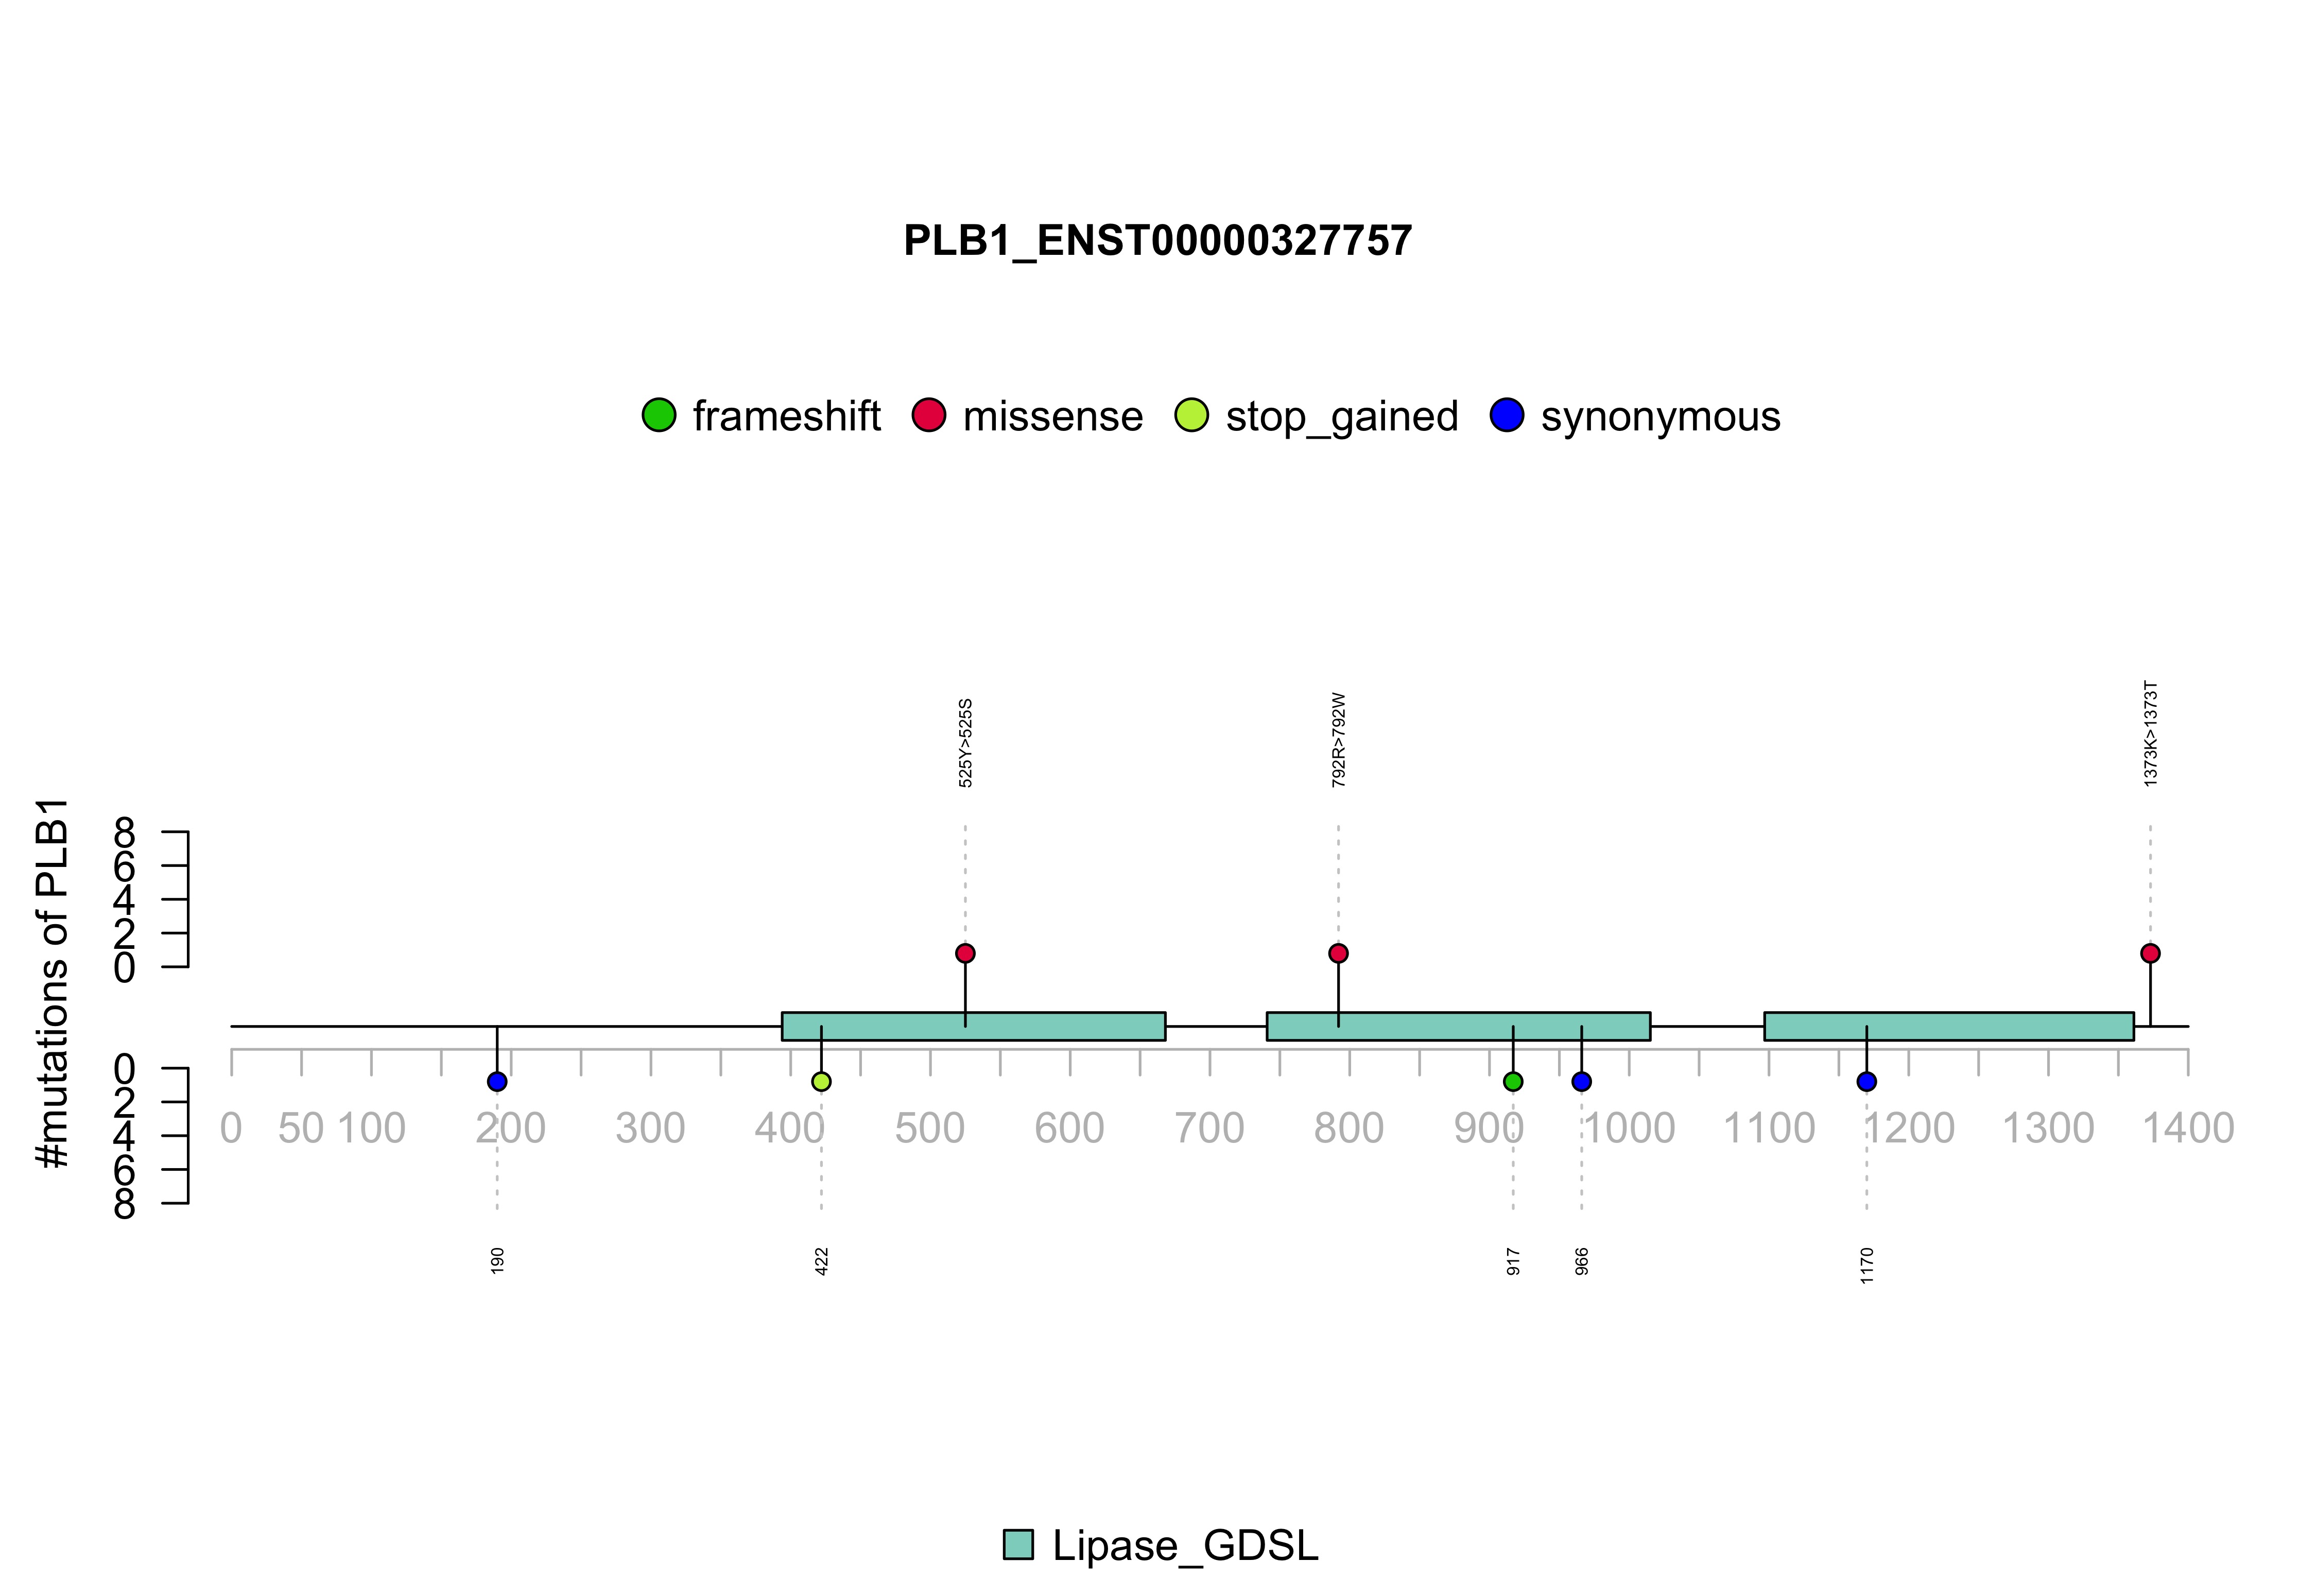 PLB1_ENST00000327757
frameshift missense stop_gained synonymous
525Y>525S
792R>792W
1373K>1373T
#mutations of PLB1
8
6
4
2
0
0
2
4
6
8
0 50 100 200 300 400 500 600 700 800 900 1000 1100 1200 1300 1400
190
422
917
966
1170
Lipase_GDSL